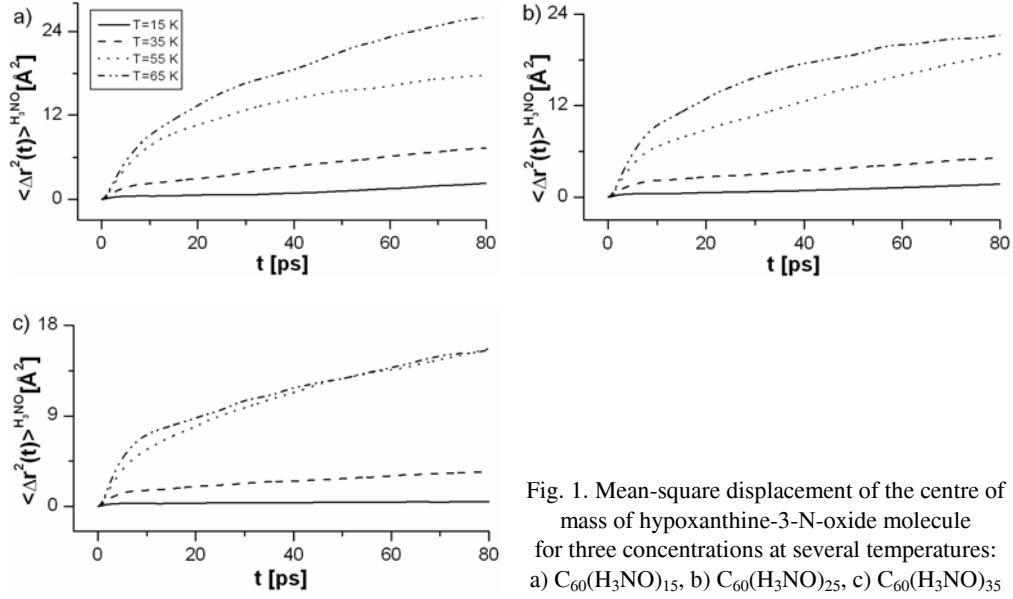 a)
T=15 K
T=35 K
T=55 K
T=65 K
24
12
0
<Δr²(t)>^H₃NO[Å²]
0 20 40 60 80
t [ps]
b)
24
12
0
<Δr²(t)>^H₃NO[Å²]
0 20 40 60 80
t [ps]
c)
18
9
0
<Δr²(t)>^H₃NO[Å²]
0 20 40 60 80
t [ps]
Fig. 1. Mean-square displacement of the centre of
mass of hypoxanthine-3-N-oxide molecule
for three concentrations at several temperatures:
a) C₆₀(H₃NO)₁₅, b) C₆₀(H₃NO)₂₅, c) C₆₀(H₃NO)₃₅